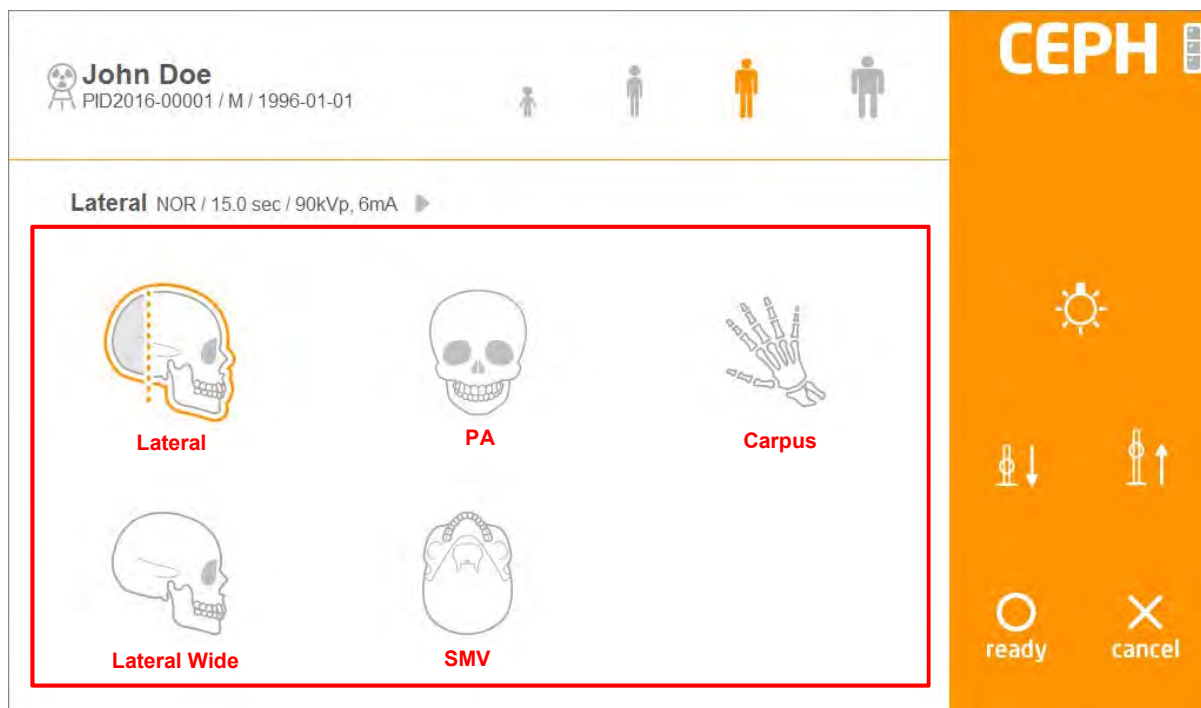 John Doe
PID2016-00001 / M / 1996-01-01
CEPH
Lateral NOR / 15.0 sec / 90kVp, 6mA
Lateral
PA
Carpus
Lateral Wide
SMV
ready
cancel